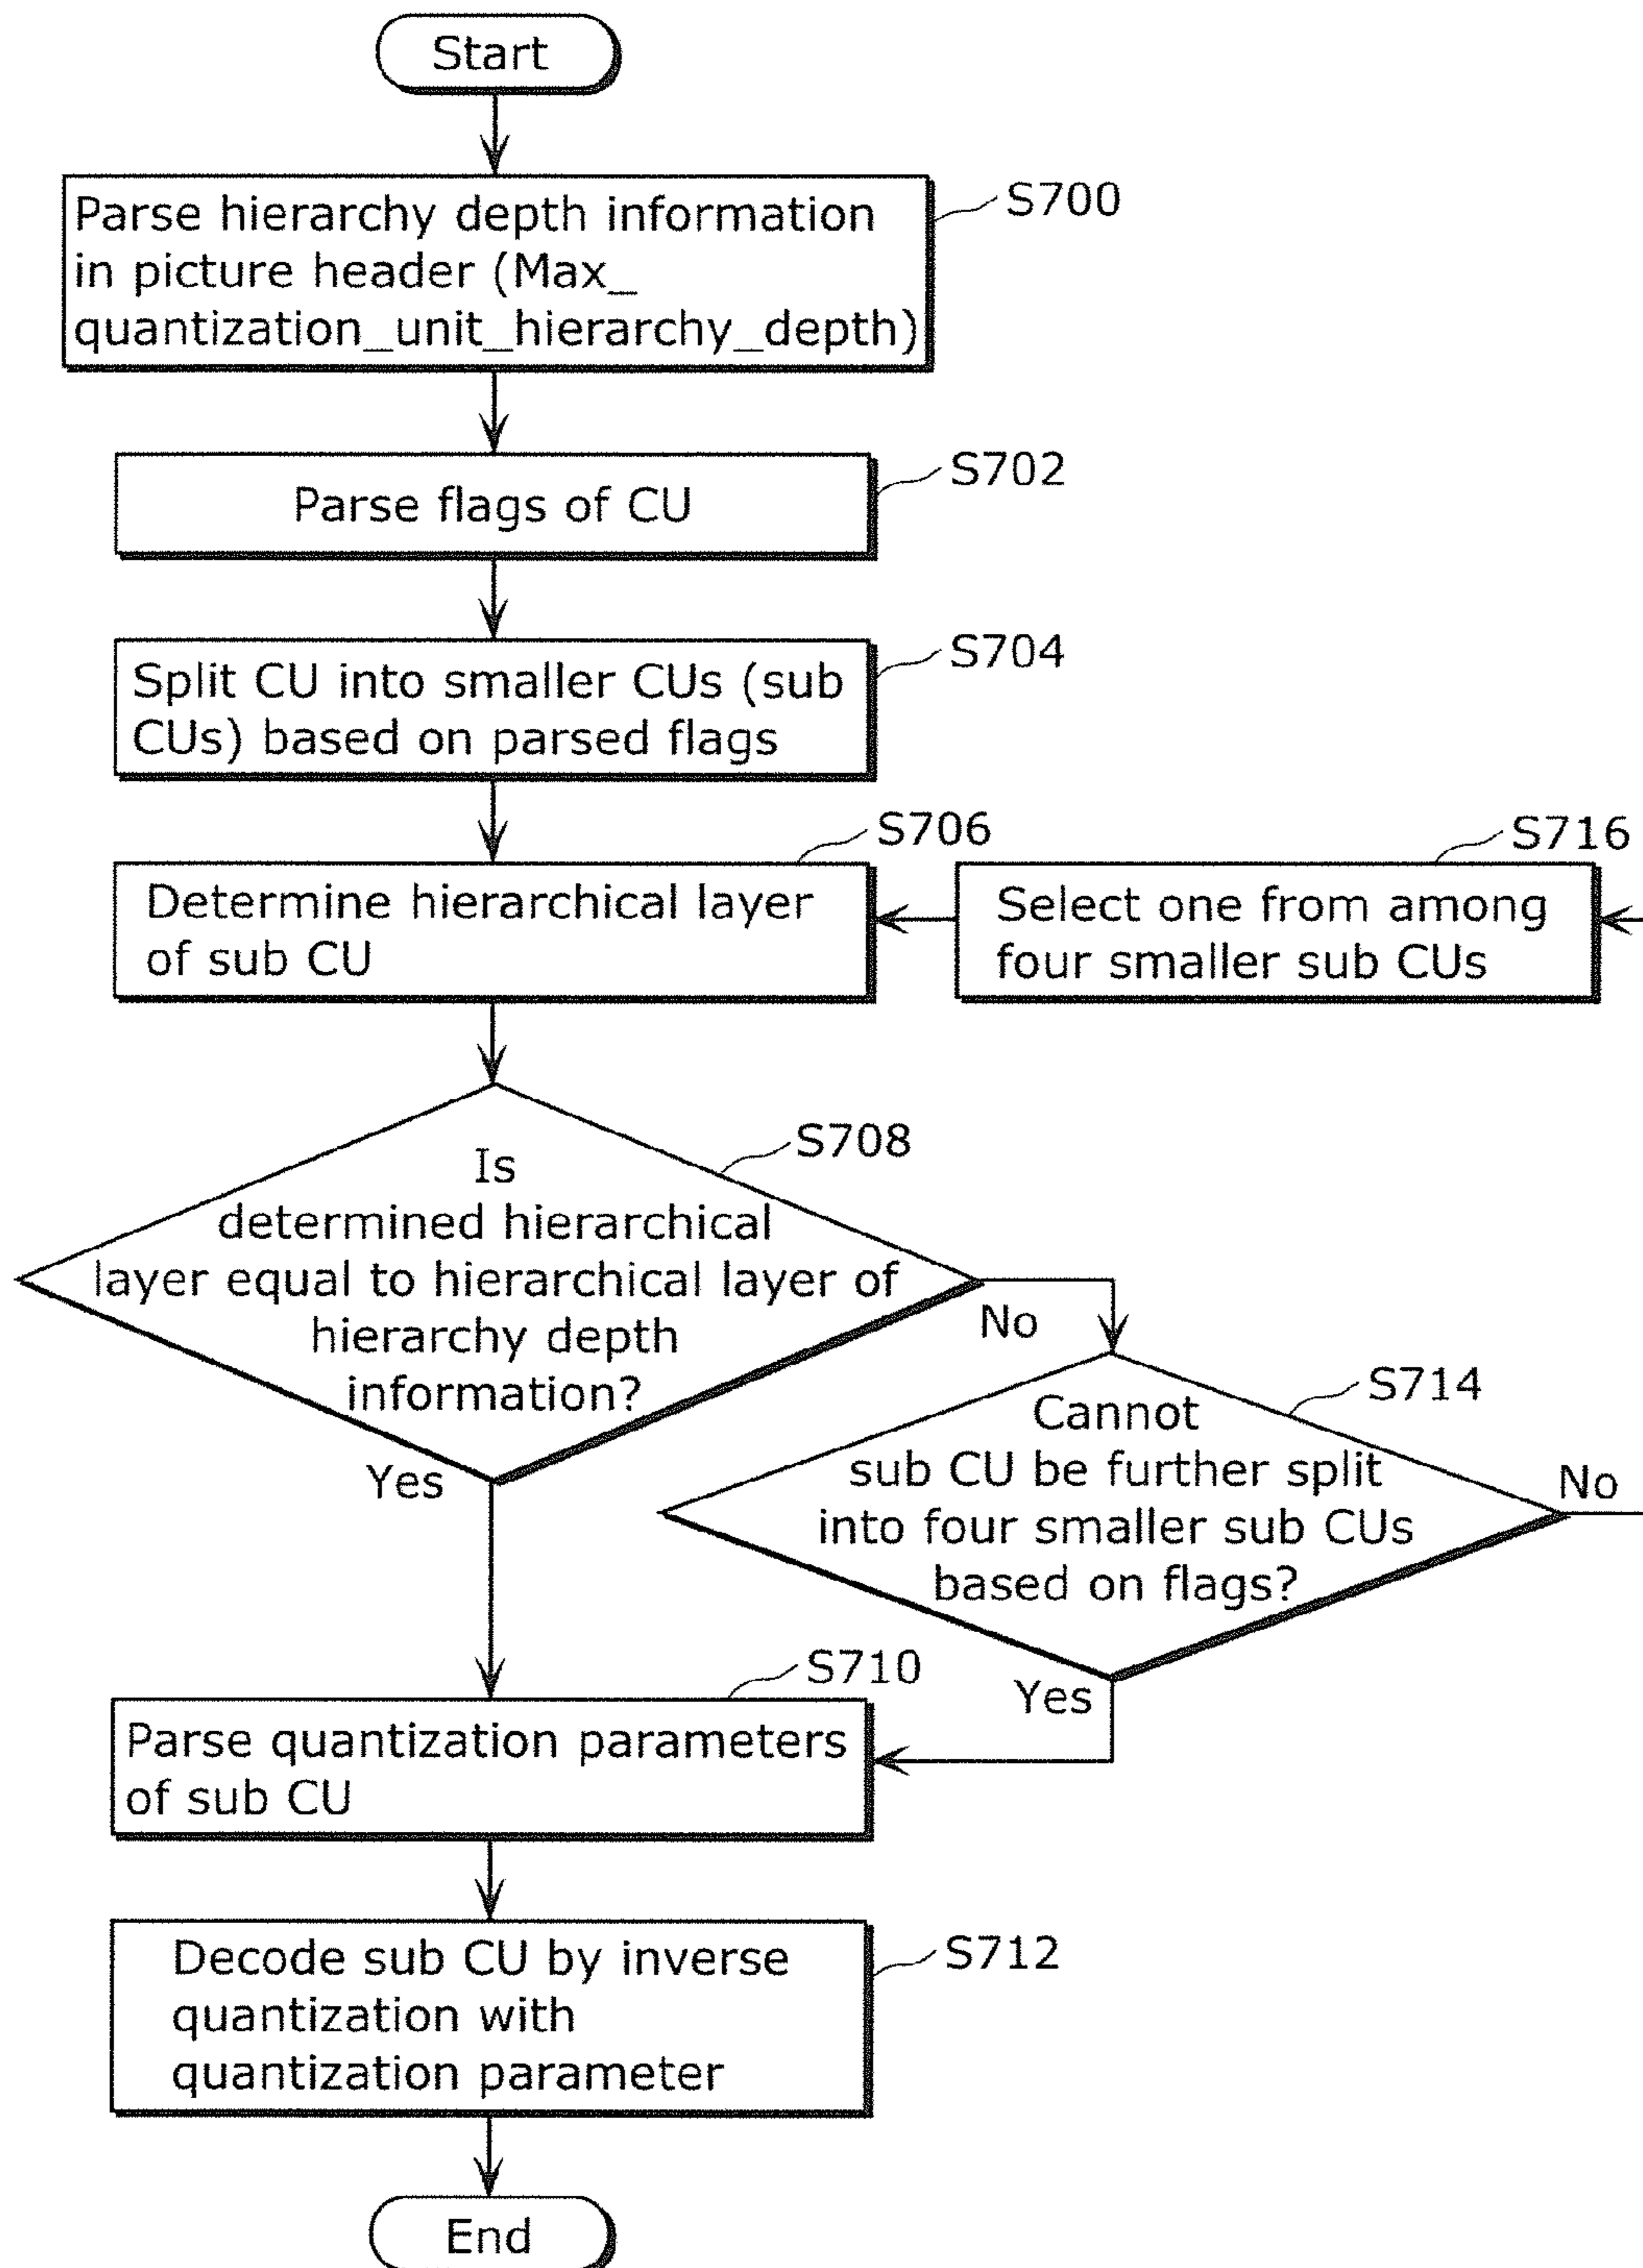 Start
Parse hierarchy depth information
in picture header (Max_
quantization_unit_hierarchy_depth)
S700
Parse flags of CU
S702
Split CU into smaller CUs (sub
CUs) based on parsed flags
S704
Determine hierarchical layer
of sub CU
S706
Select one from among
four smaller sub CUs
S716
Is
determined hierarchical
layer equal to hierarchical layer of
hierarchy depth
information?
S708
No
Yes
Cannot
sub CU be further split
into four smaller sub CUs
based on flags?
S714
No
Yes
Parse quantization parameters
of sub CU
S710
Decode sub CU by inverse
quantization with
quantization parameter
S712
End